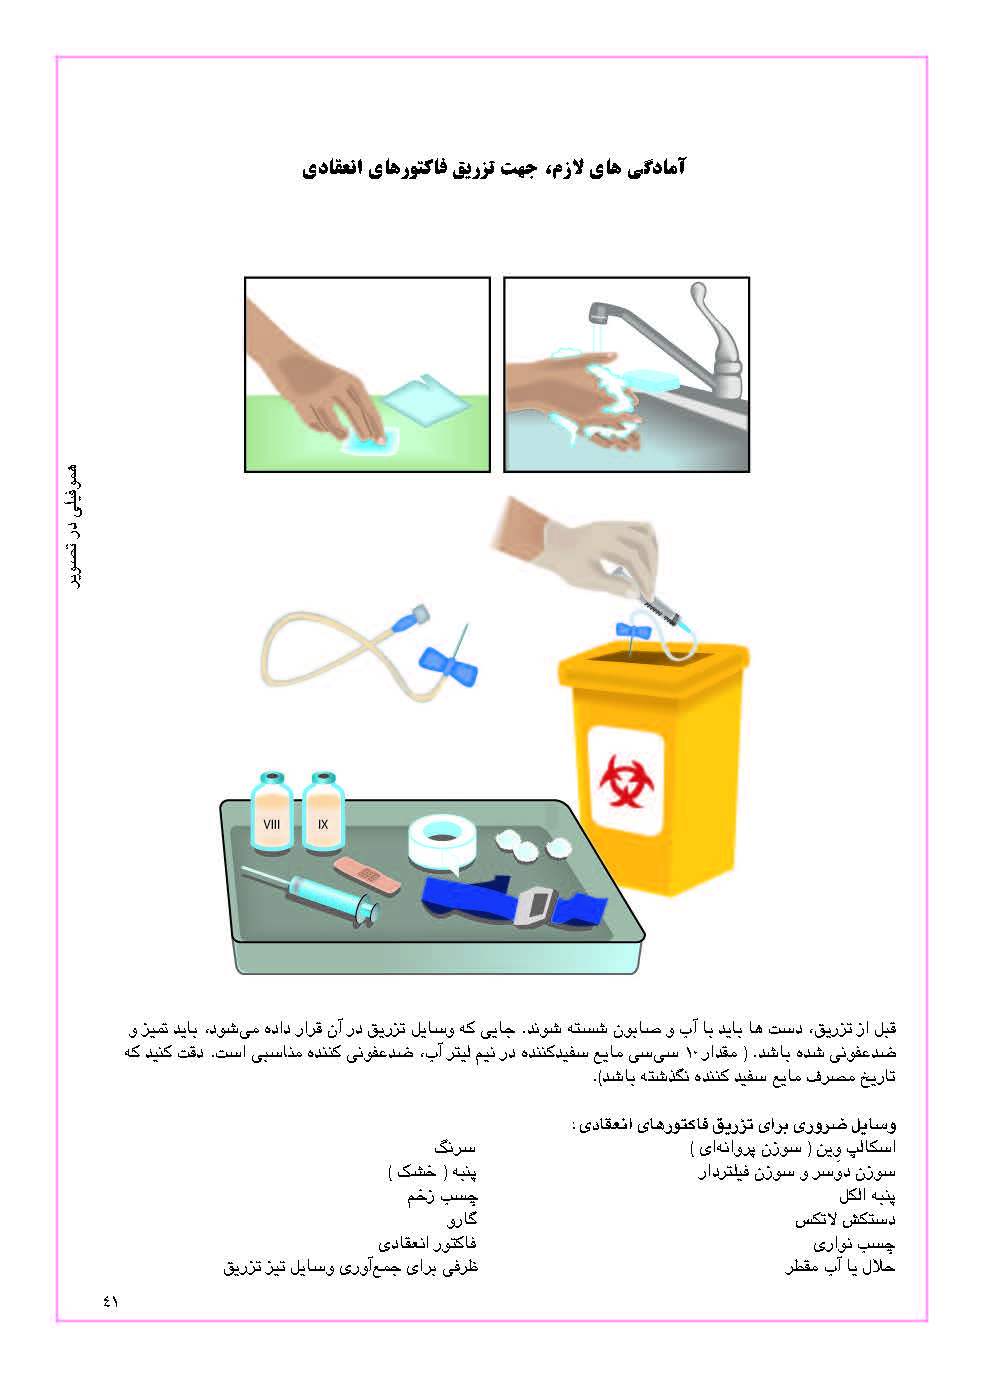 آمادگی های لازم، جهت تزریق فاکتورهای انعقادی
هموفیلی در تصویر
VIII
IX
قبل از تزریق، دست ها باید با آب و صابون شسته شوند. جایی که وسایل تزریق در آن قرار داده می‌شود، باید تمیز و
ضدعفونی شده باشد. ( مقدار ۱۰ سی‌سی مایع سفیدکننده در نیم لیتر آب، ضدعفونی کننده مناسبی است. دقت کنید که
تاریخ مصرف مایع سفید کننده نگذشته باشد).
وسایل ضروری برای تزریق فاکتورهای انعقادی :
اسکالپ وین ( سوزن پروانه‌ای )
سوزن دوسر و سوزن فیلتردار
پنبه الکل
دستکش لاتکس
چسب نواری
حلال یا آب مقطر
سرنگ
پنبه ( خشک )
چسب زخم
گارو
فاکتور انعقادی
ظرفی برای جمع‌آوری وسایل تیز تزریق
٤١